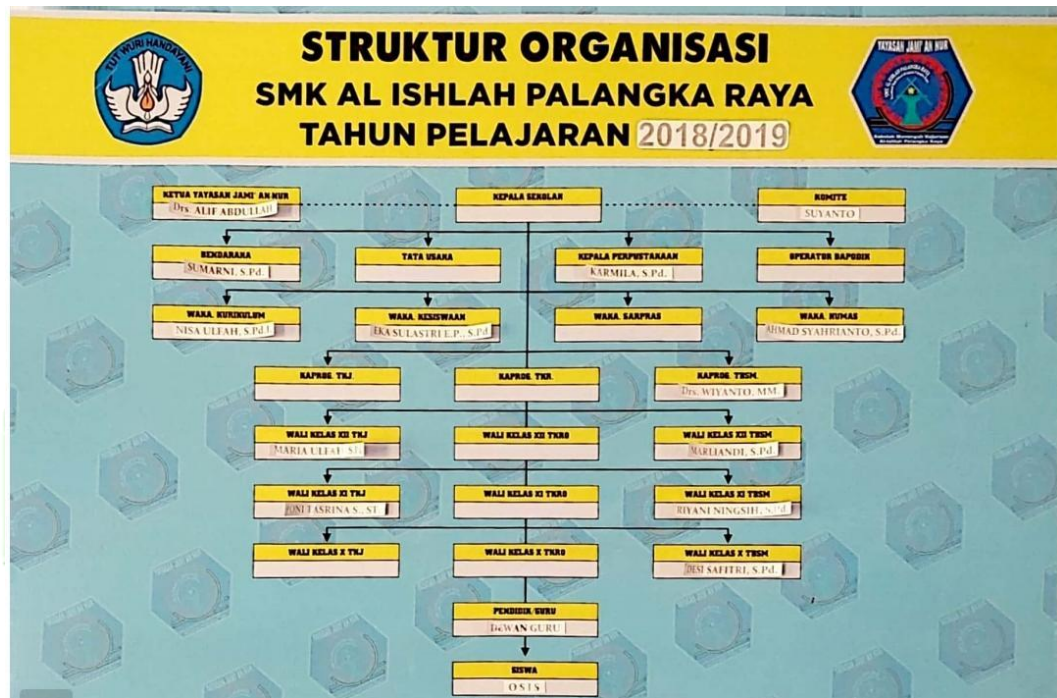 TUT WURI HANDAYANI
STRUKTUR ORGANISASI
SMK AL ISHLAH PALANGKA RAYA
TAHUN PELAJARAN 2018/2019
YAYASAN JAMI' AN NUR
KETUA YAYASAN JAMI' AN NUR
Drs. ALIF ABDULLAH
KEPALA SEKOLAH
KOMITE
SUYANTO
BENDAHARA
SUMARNI, S.Pd.
TATA USAHA
KEPALA PERPUSTAKAAN
KARMILA, S.Pd.
OPERATOR DAPODIK
WAKA. KURIKULUM
NISA ULFAH, S.Pd.I.
WAKA. KESISWAAN
EKA SULASTRI E.P., S.Pd.
WAKA. SARPRAS
WAKA. HUMAS
AHMAD SYAHRIANTO, S.Pd.
KAPROG. TKJ.
KAPROG. TKR.
KAPROG. TBSM.
Drs. WIYANTO, MM.
WALI KELAS XII TKJ
MARIA ULFAH
WALI KELAS XII TKRO
WALI KELAS XII TBSM
MARLIANDI, S.Pd.
WALI KELAS XI TKJ
TASRINA S., ST
WALI KELAS XI TKRO
WALI KELAS XI TBSM
RIYANI NINGSIH, S.Pd.
WALI KELAS X TKJ
WALI KELAS X TKRO
WALI KELAS X TBSM
DESI SAFITRI, S.Pd.
PENDIDIK/GURU
DEWAN GURU
SISWA
OSIS